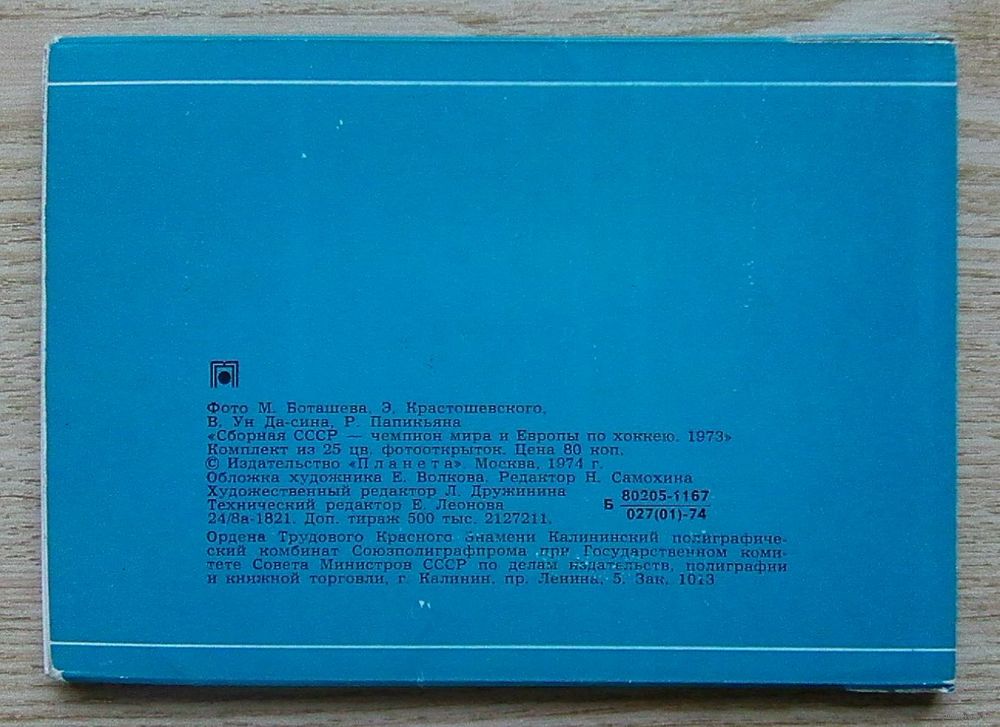 Фото М. Боташева, Э. Крастошевского,
В. Ун Да-сина, Р. Папикьяна
«Сборная СССР — чемпион мира и Европы по хоккею. 1973»
Комплект из 25 цв. фотооткрыток. Цена 80 коп.
© Издательство «Планета». Москва, 1974 г.
Обложка художника Е. Волкова. Редактор Н. Самохина
Художественный редактор Л. Дружинина
Технический редактор Е. Леонова
24/8а-1821. Доп. тираж 500 тыс. 2127211.
Б 80205-1167
027(01)-74
Ордена Трудового Красного Знамени Калининский полиграфиче-
ский комбинат Союзполиграфпрома при Государственном коми-
тете Совета Министров СССР по делам издательств, полиграфии
и книжной торговли, г. Калинин, пр. Ленина, 5. Зак.